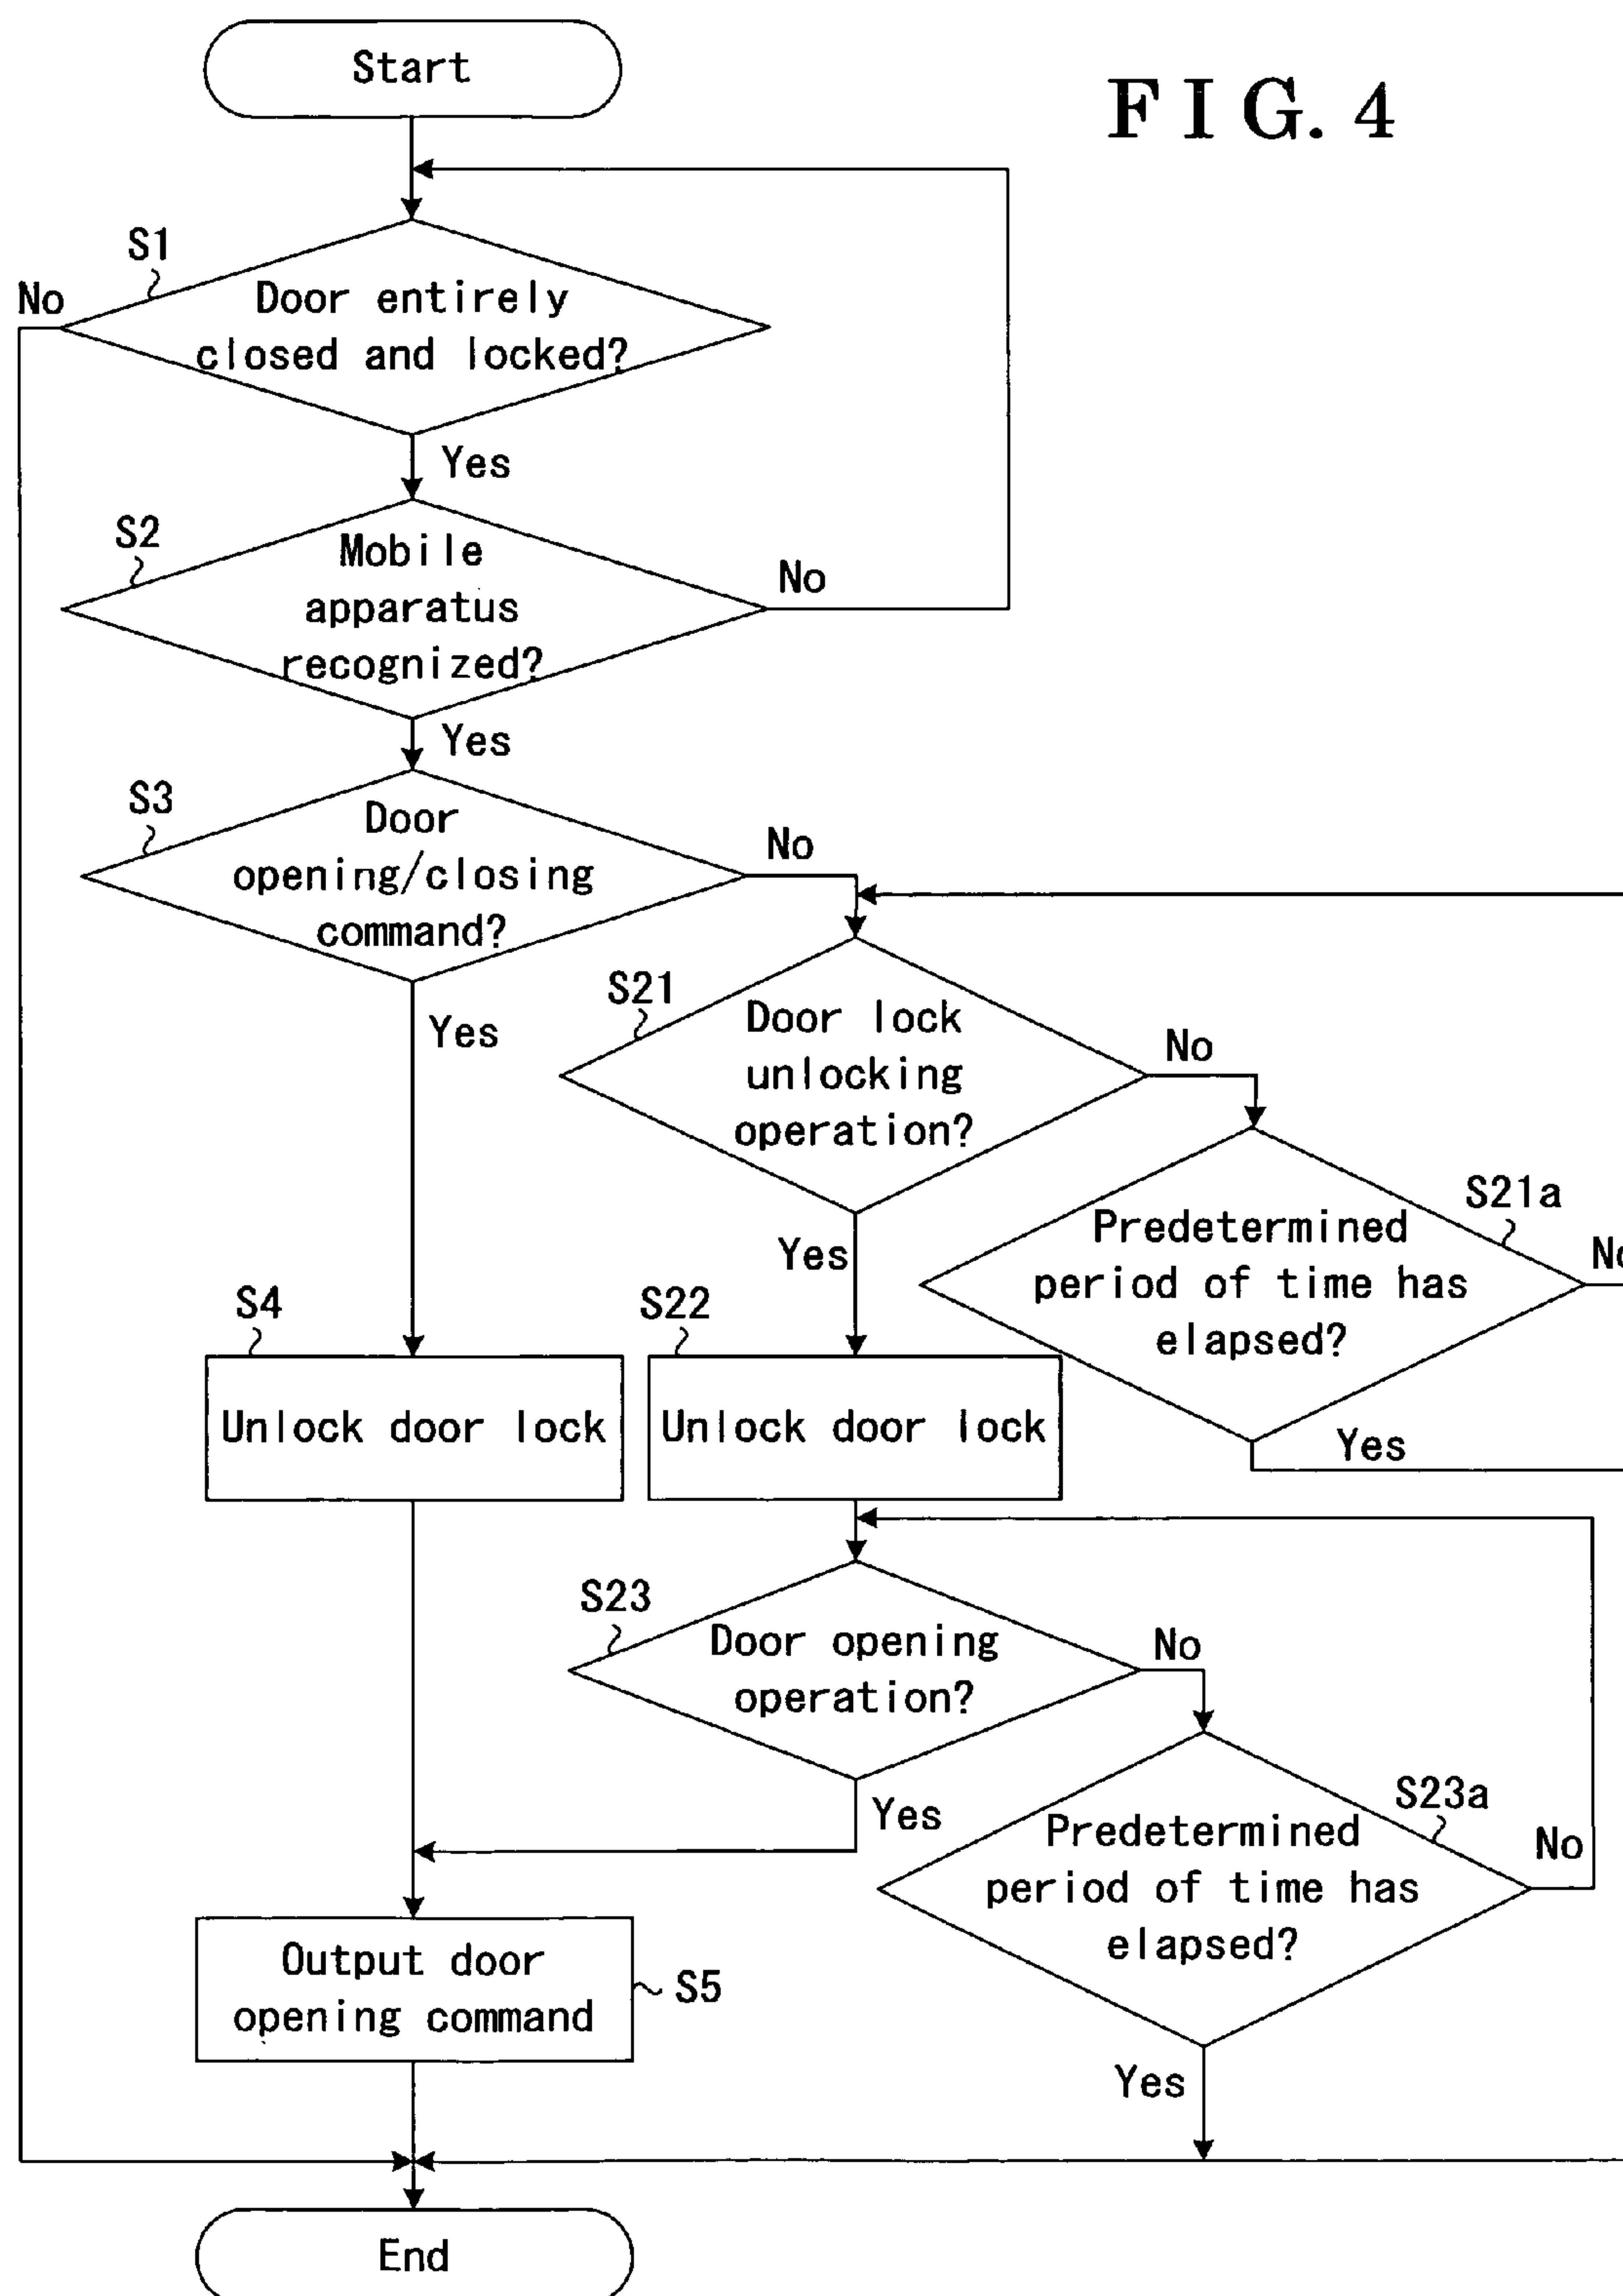 Start
FIG. 4
S1
No
Door entirely
closed and locked?
Yes
S2
Mobile
apparatus
recognized?
No
Yes
S3
Door
opening/closing
command?
No
Yes
S21
Door lock
unlocking
operation?
No
Yes
S21a
Predetermined
period of time has
elapsed?
No
Yes
S4
Unlock door lock
S22
Unlock door lock
S23
Door opening
operation?
No
Yes
S23a
Predetermined
period of time has
elapsed?
No
Yes
Output door
opening command
S5
End